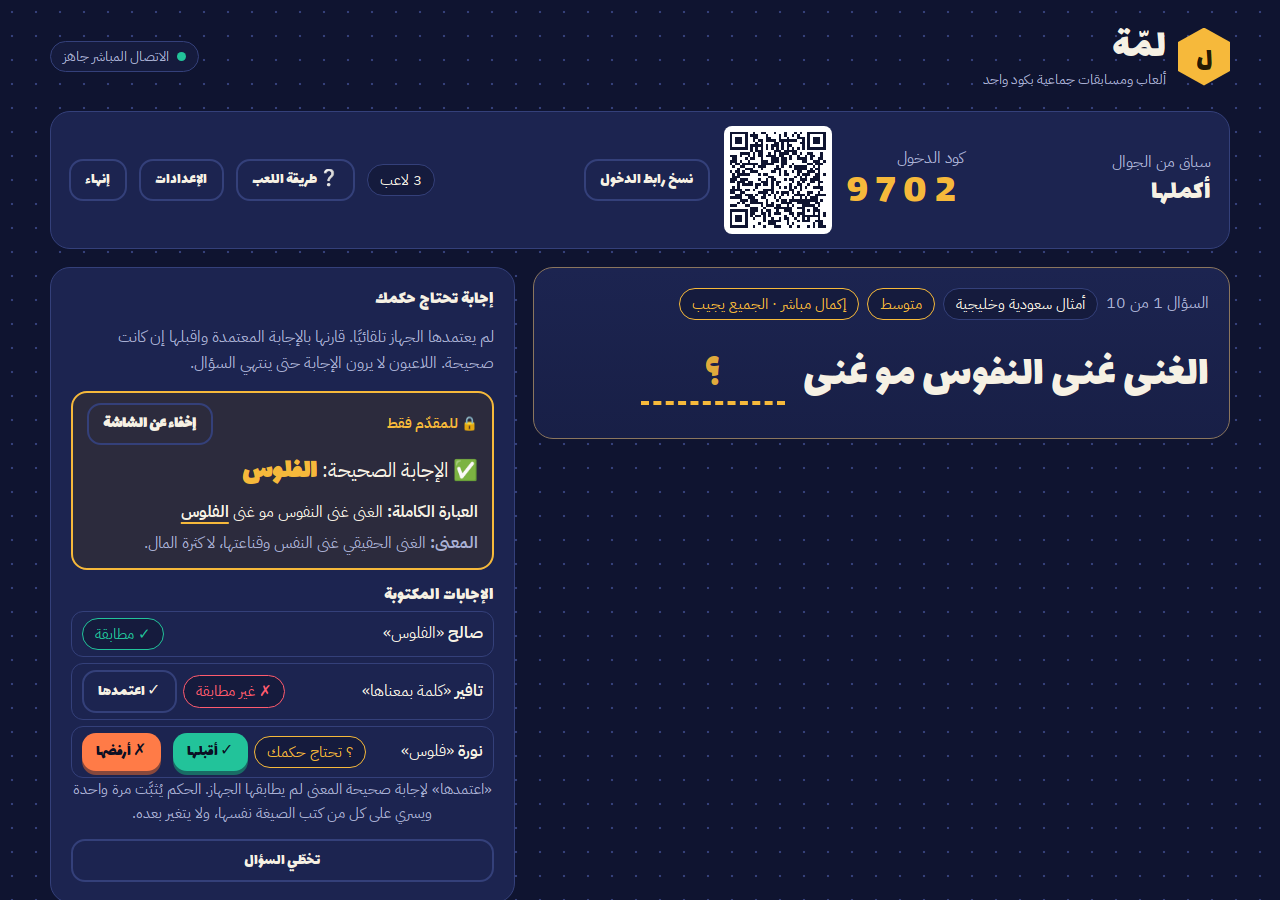 ل
لمّة
ألعاب ومسابقات جماعية بكود واحد
الاتصال المباشر جاهز
سباق من الجوال
أكملها
كود الدخول
9702
نسخ رابط الدخول
3 لاعب
❔ طريقة اللعب
الإعدادات
إنهاء
السؤال 1 من 10
أمثال سعودية وخليجية
متوسط
إكمال مباشر · الجميع يجيب
الغنى غنى النفوس مو غنى ؟
إجابة تحتاج حكمك
لم يعتمدها الجهاز تلقائيًا. قارنها بالإجابة المعتمدة واقبلها إن كانت
صحيحة. اللاعبون لا يرون الإجابة حتى ينتهي السؤال.
🔒 للمقدّم فقط
إخفاء عن الشاشة
✅ الإجابة الصحيحة: الفلوس
العبارة الكاملة: الغنى غنى النفوس مو غنى الفلوس
المعنى: الغنى الحقيقي غنى النفس وقناعتها، لا كثرة المال.
الإجابات المكتوبة
صالح «الفلوس»
✓ مطابقة
تافير «كلمة بمعناها»
✗ غير مطابقة
✓ اعتمدها
نورة «فلوس»
؟ تحتاج حكمك
✓ أقبلها
✗ أرفضها
«اعتمدها» لإجابة صحيحة المعنى لم يطابقها الجهاز. الحكم يُثبَّت مرة واحدة
ويسري على كل من كتب الصيغة نفسها، ولا يتغير بعده.
تخطّي السؤال